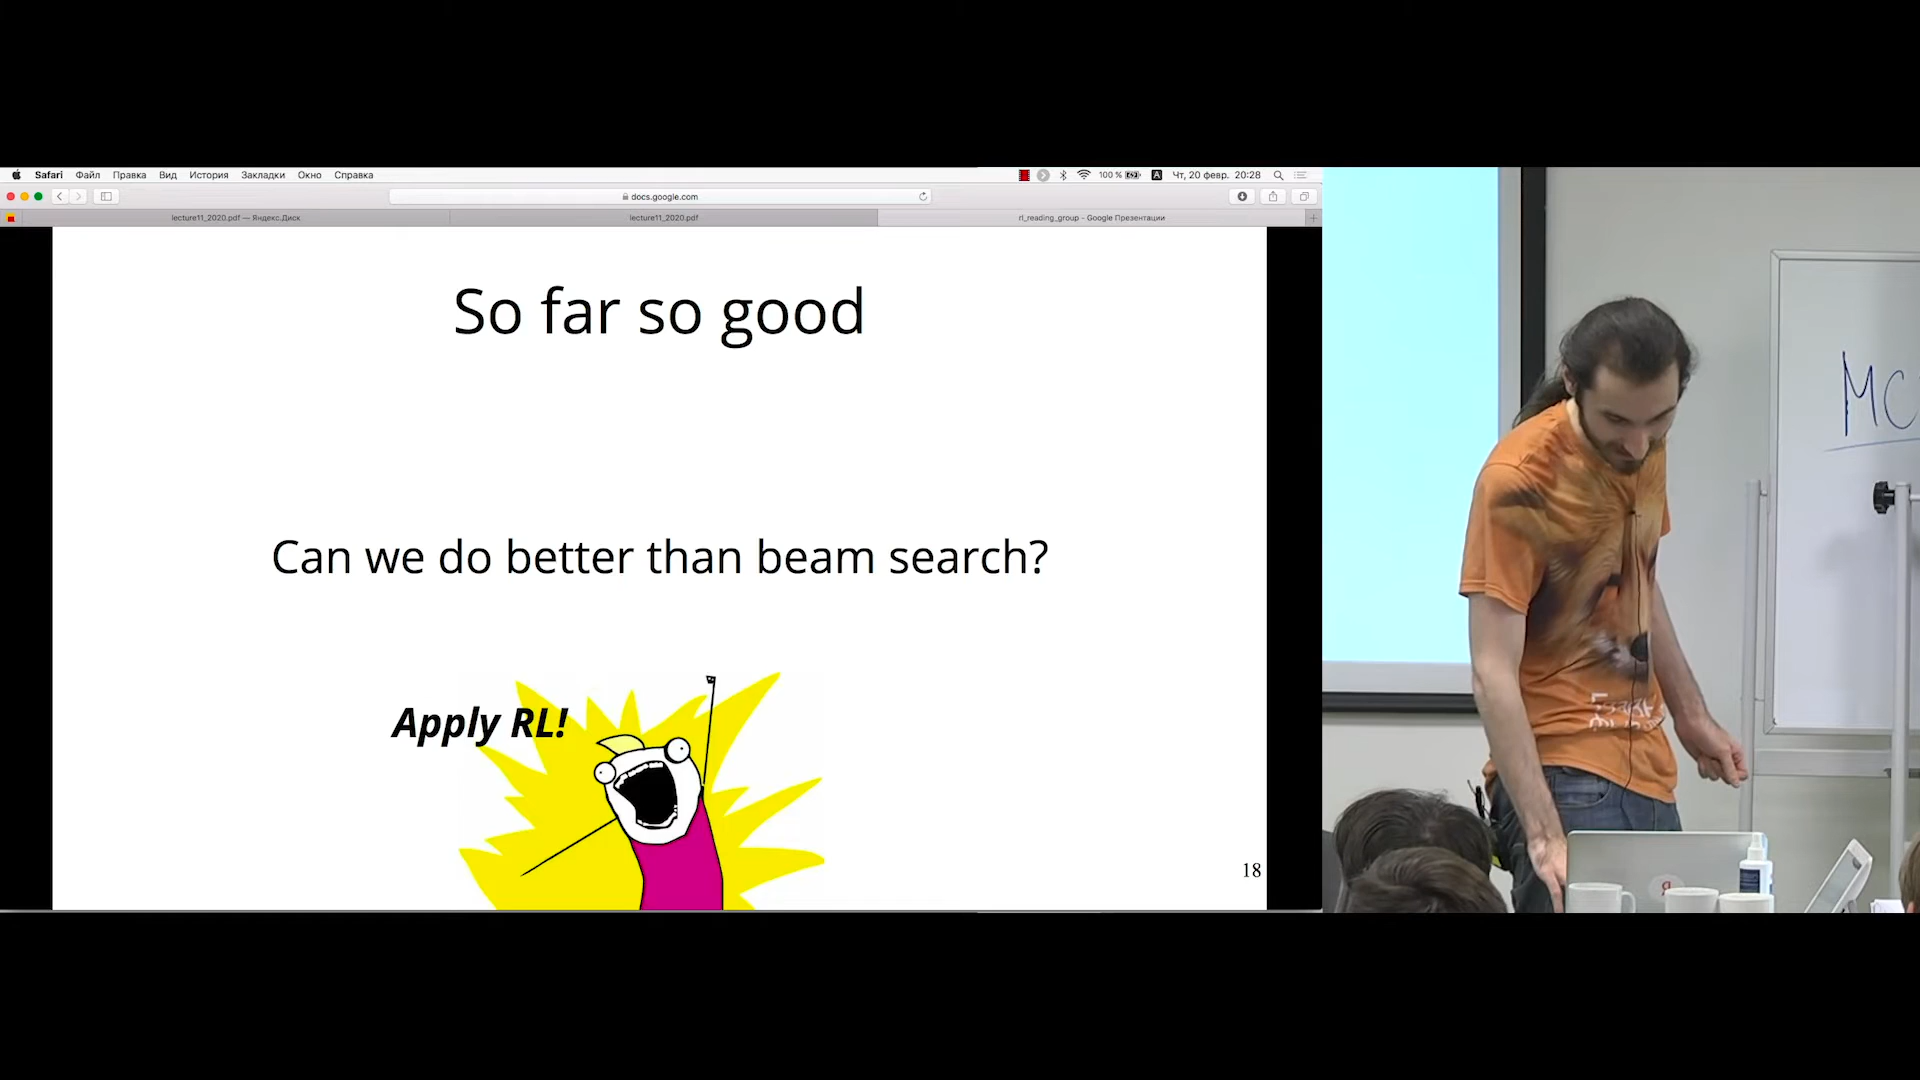 Safari Файл Правка Вид История Закладки Окно Справка
100 % A Чт, 20 февр. 20:28
docs.google.com
lecture11_2020.pdf — Яндекс.Диск
lecture11_2020.pdf
rl_reading_group - Google Презентации
So far so good
Can we do better than beam search?
Apply RL!
18
MC
Я